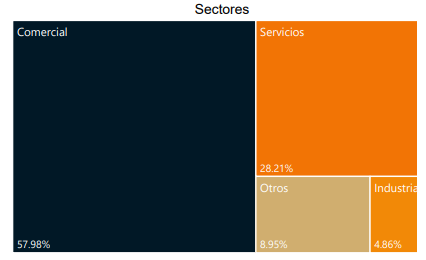 Sectores
Comercial
57.98%
Servicios
28.21%
Otros
8.95%
Industria
4.86%